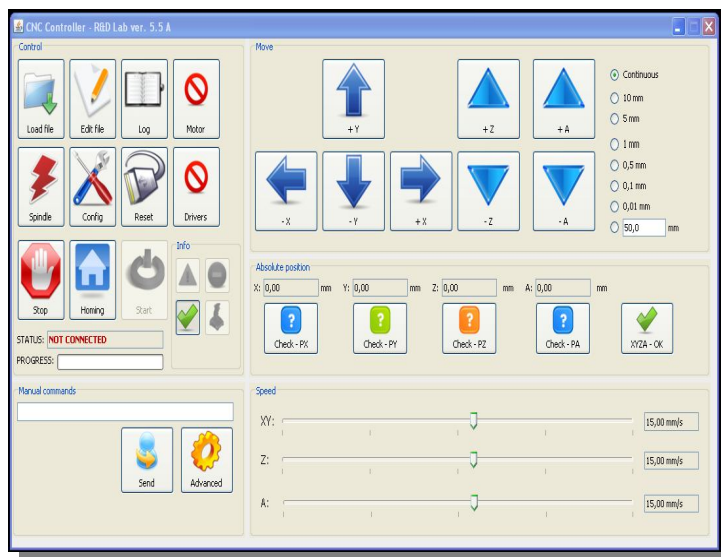 CNC Controller - R&D Lab ver. 5.5 A
Control
Load file Edit file Log Motor
Spindle Config Reset Drivers
Stop Homing Start
Info
STATUS: NOT CONNECTED
PROGRESS:
Manual commands
Send Advanced
Move
+ Y + Z + A
- X - Y + X - Z - A
Continuous
10 mm
5 mm
1 mm
0,5 mm
0,1 mm
0,01 mm
50,0 mm
Absolute position
X: 0,00 mm Y: 0,00 mm Z: 0,00 mm A: 0,00 mm
? ? ? ?
Check - PX Check - PY Check - PZ Check - PA XYZA - OK
Speed
XY: 15,00 mm/s
Z: 15,00 mm/s
A: 15,00 mm/s